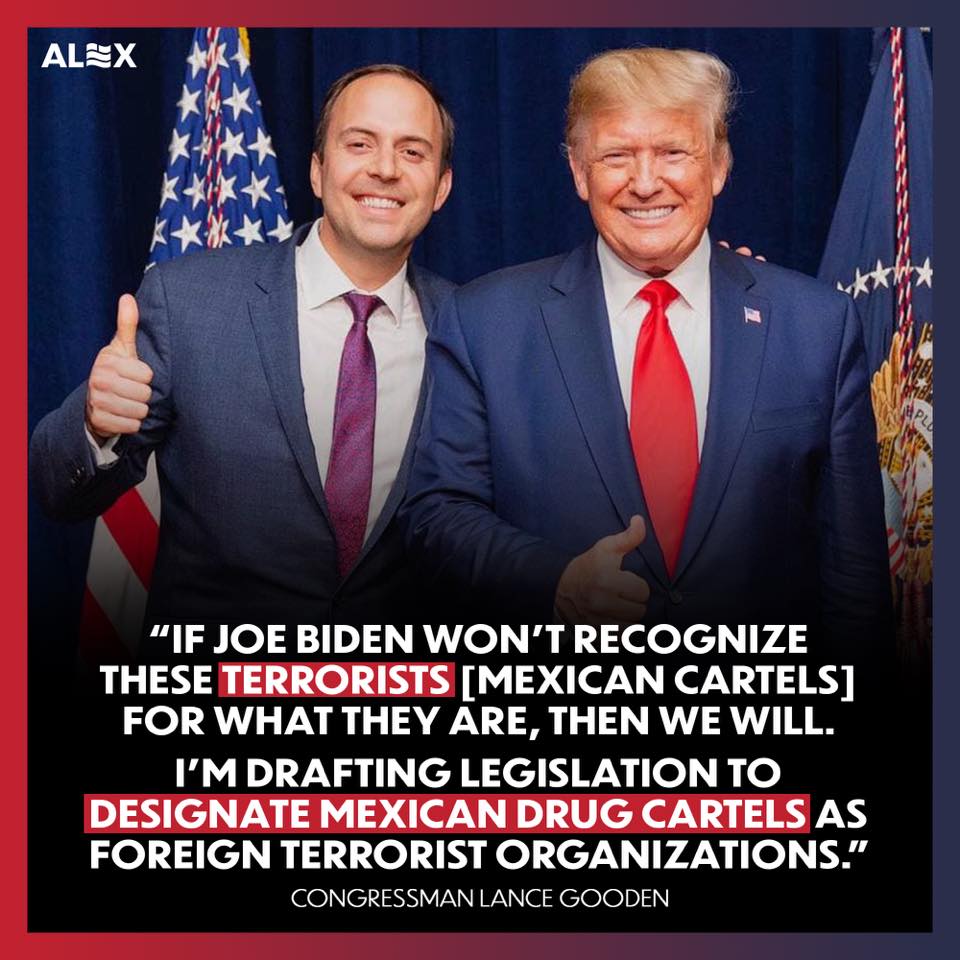 ALEX
"IF JOE BIDEN WON'T RECOGNIZE
THESE TERRORISTS [MEXICAN CARTELS]
FOR WHAT THEY ARE, THEN WE WILL.
I'M DRAFTING LEGISLATION TO
DESIGNATE MEXICAN DRUG CARTELS AS
FOREIGN TERRORIST ORGANIZATIONS."
CONGRESSMAN LANCE GOODEN